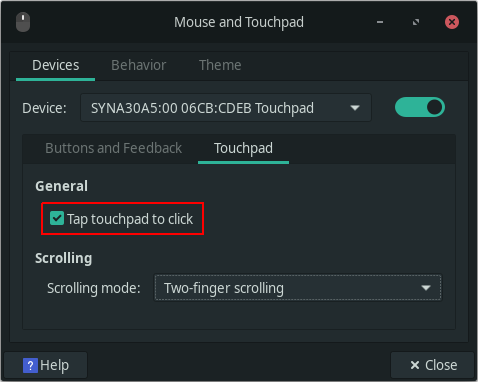 Mouse and Touchpad
Devices Behavior Theme
Device: SYNA30A5:00 06CB:CDEB Touchpad
Buttons and Feedback Touchpad
General
Tap touchpad to click
Scrolling
Scrolling mode: Two-finger scrolling
? Help Close